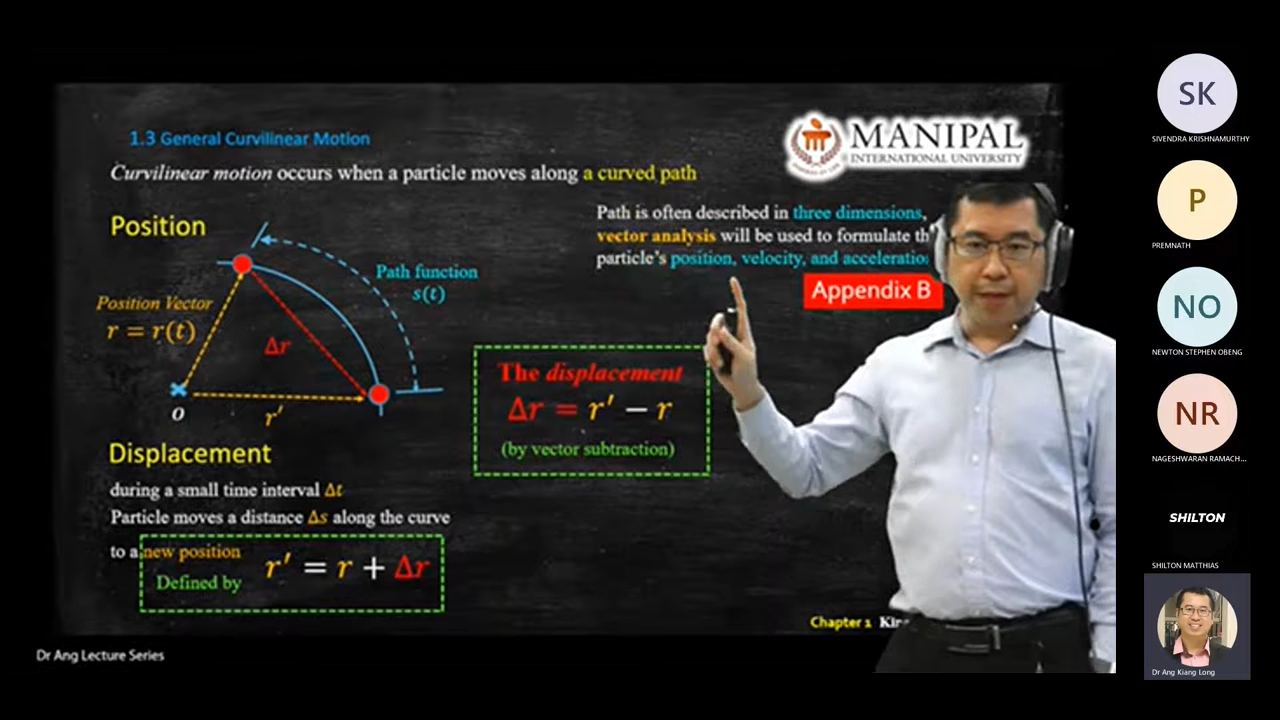 1.3 General Curvilinear Motion
Curvilinear motion occurs when a particle moves along a curved path
MANIPAL
INTERNATIONAL UNIVERSITY
Path is often described in three dimensions,
vector analysis will be used to formulate th
particle's position, velocity, and acceleratio
Appendix B
Position
Path function
s(t)
Position Vector
r = r(t)
Δr
O
r′
The displacement
Δr = r′ − r
(by vector subtraction)
Displacement
during a small time interval Δt
Particle moves a distance Δs along the curve
to a new position
Defined by r′ = r + Δr
Chapter 1 Kin
Dr Ang Lecture Series
SK
SIVENDRA KRISHNAMURTHY
P
PREMNATH
NO
NEWTON STEPHEN OBENG
NR
NAGESHWARAN RAMACH...
SHILTON
SHILTON MATTHIAS
Dr Ang Kiang Long